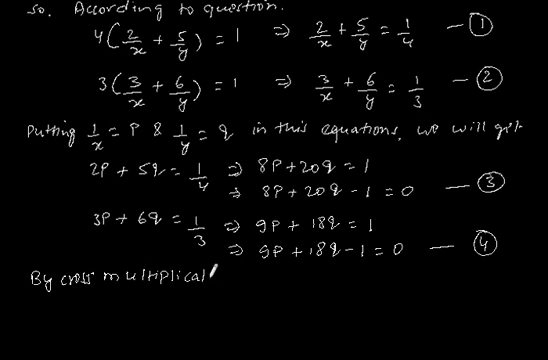 so. According to question.
4(2/x + 5/y) = 1 ⇒ 2/x + 5/y = 1/4 — ①
3(3/x + 6/y) = 1 ⇒ 3/x + 6/y = 1/3 — ②
Putting 1/x = P & 1/y = q in this equations, we will get
2P + 5q = 1/4 ⇒ 8P + 20q = 1
⇒ 8P + 20q - 1 = 0 — ③
3P + 6q = 1/3 ⇒ 9P + 18q = 1
⇒ 9P + 18q - 1 = 0 — ④
By cross multiplical